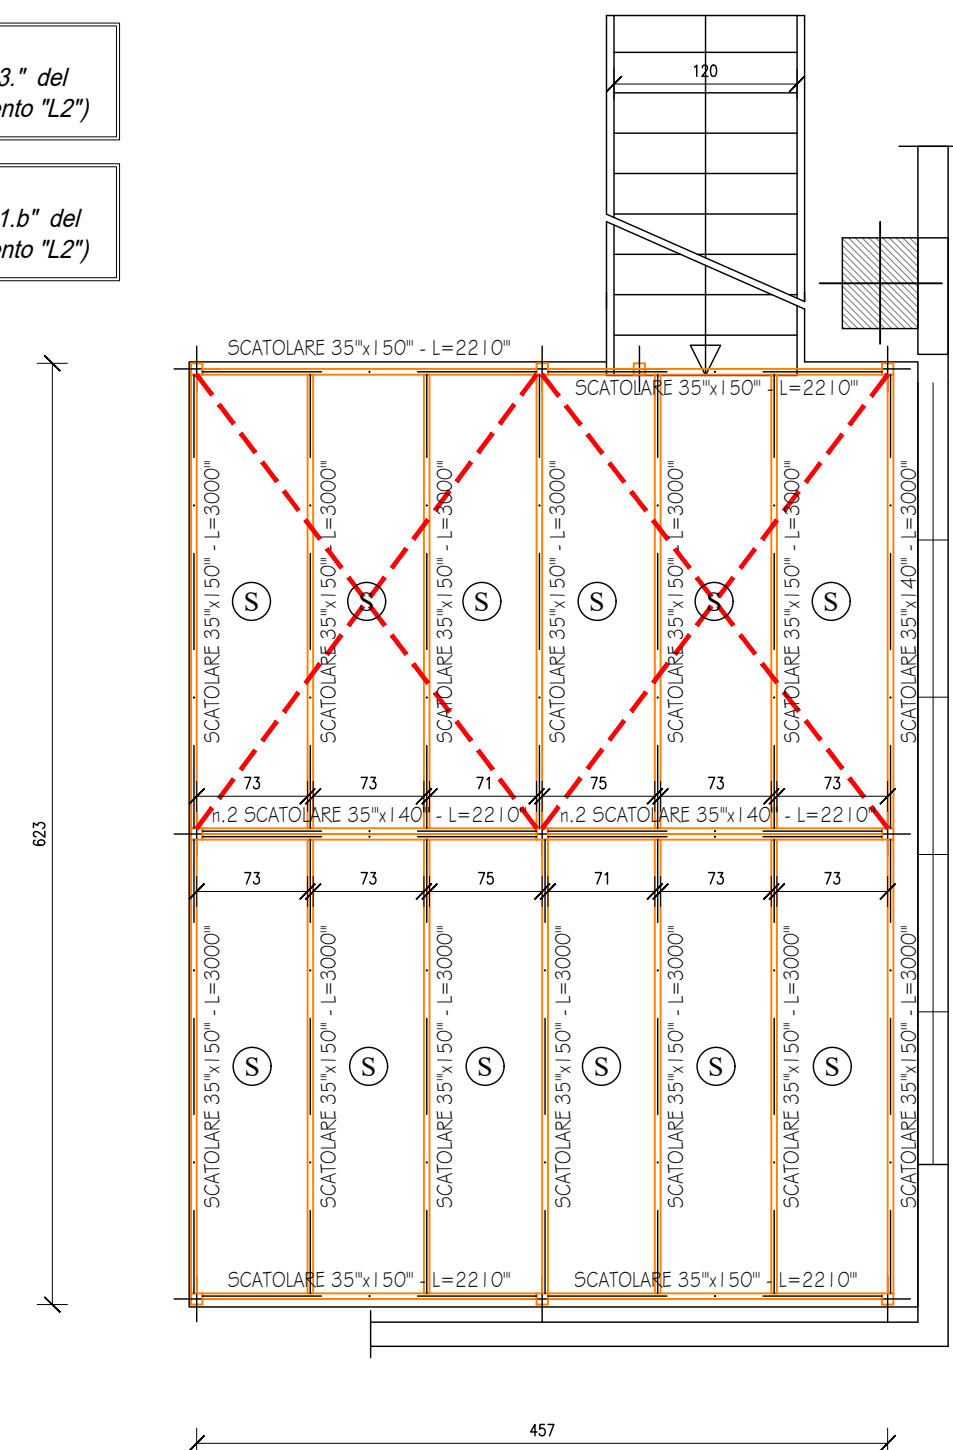 3." del
ento "L2")
1.b" del
ento "L2")
120
SCATOLARE 35"'x150"' - L=2210"'
SCATOLARE 35"'x150"' - L=2210"'
SCATOLARE 35"'x150"' - L=3000"'
SCATOLARE 35"'x150"' - L=3000"'
SCATOLARE 35"'x150"' - L=3000"'
SCATOLARE 35"'x150"' - L=3000"'
SCATOLARE 35"'x150"' - L=3000"'
SCATOLARE 35"'x150"' - L=3000"'
SCATOLARE 35"'x140"' - L=3000"'
S
S
S
S
S
S
73
73
71
75
73
73
n.2 SCATOLARE 35"'x140"' - L=2210"'
n.2 SCATOLARE 35"'x140"' - L=2210"'
623
73
73
75
71
73
73
SCATOLARE 35"'x150"' - L=3000"'
SCATOLARE 35"'x150"' - L=3000"'
SCATOLARE 35"'x150"' - L=3000"'
SCATOLARE 35"'x150"' - L=3000"'
SCATOLARE 35"'x150"' - L=3000"'
SCATOLARE 35"'x150"' - L=3000"'
SCATOLARE 35"'x150"' - L=3000"'
S
S
S
S
S
S
SCATOLARE 35"'x150"' - L=2210"'
SCATOLARE 35"'x150"' - L=2210"'
457